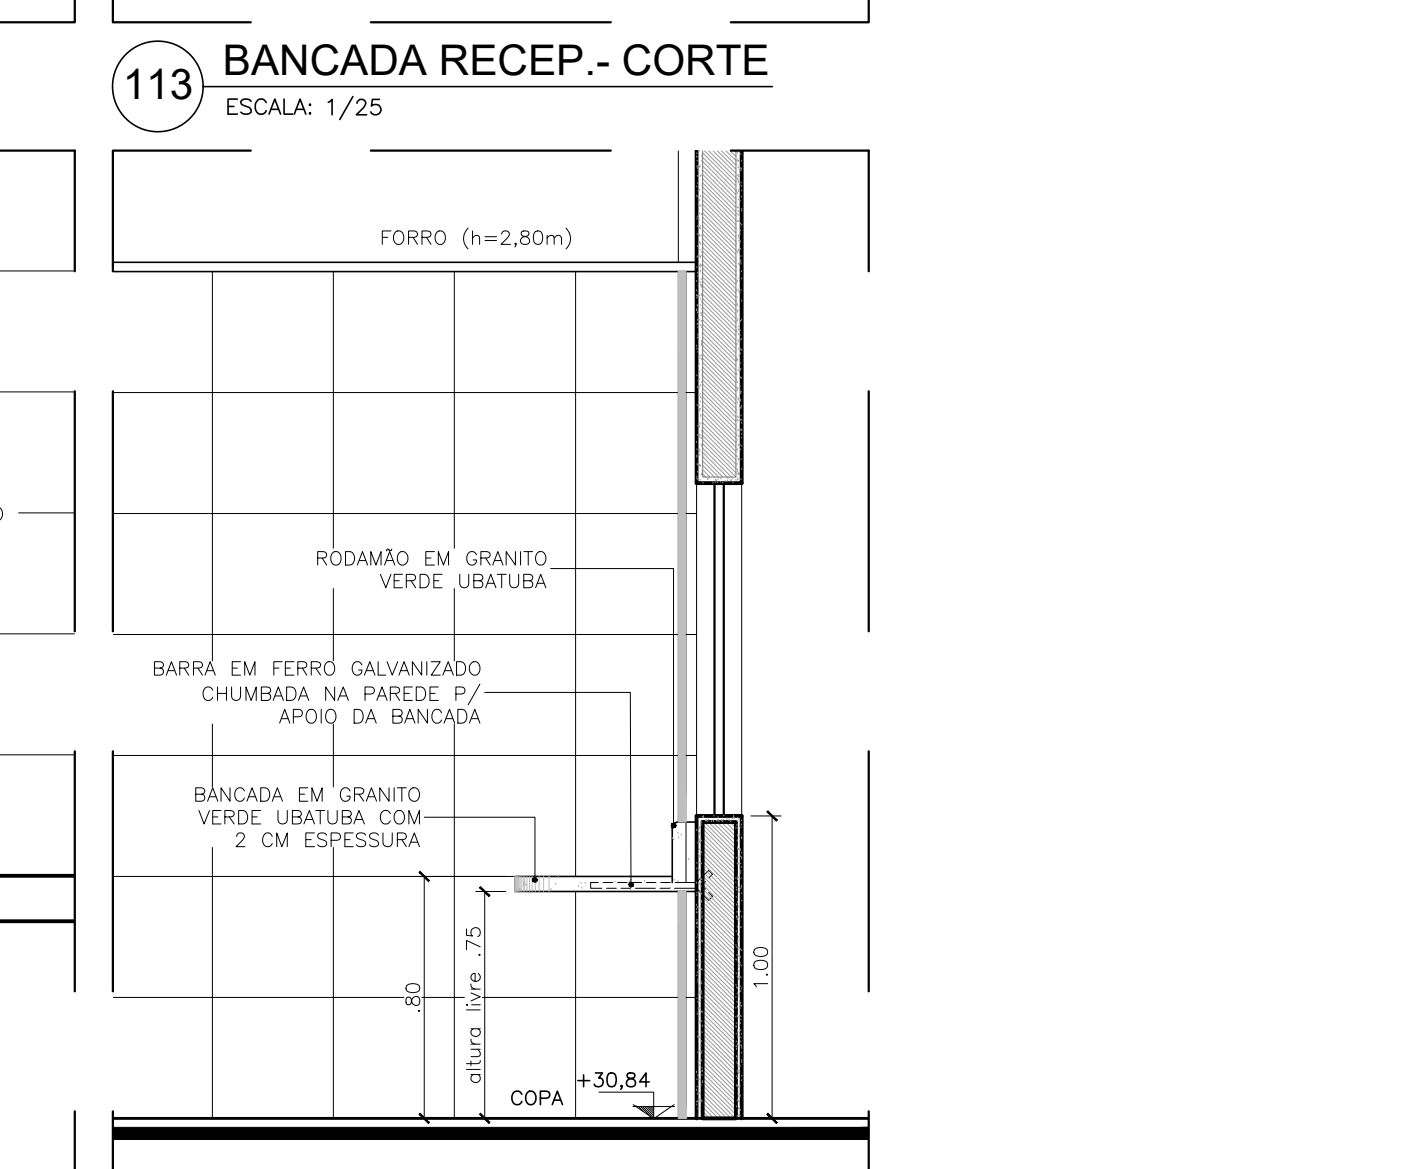 113
BANCADA RECEP.- CORTE
ESCALA: 1/25
FORRO (h=2,80m)
RODAMÃO EM GRANITO
VERDE UBATUBA
BARRA EM FERRO GALVANIZADO
CHUMBADA NA PAREDE P/
APOIO DA BANCADA
BANCADA EM GRANITO
VERDE UBATUBA COM
2 CM ESPESSURA
.80
altura livre .75
1.00
COPA
+30,84